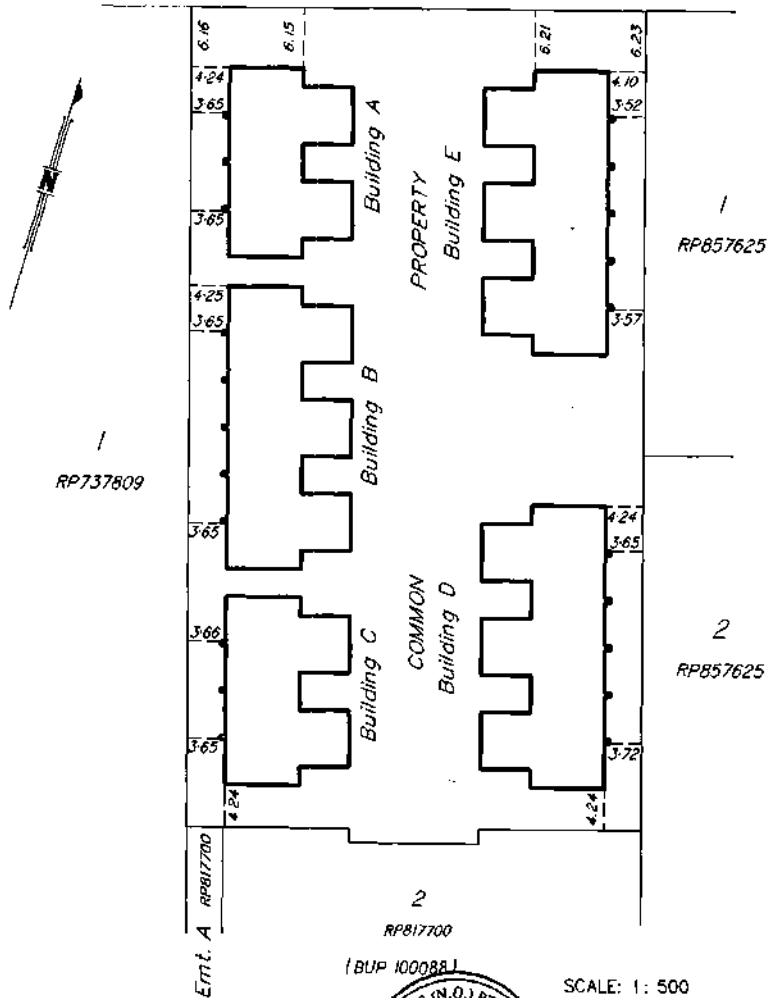 6.16
6.15
6.21
6.23
4.24
3.65
3.65
4.10
3.52
3.57
N
Building A
PROPERTY
Building E
1
RP857625
4.25
3.65
3.65
Building B
1
RP737809
4.24
3.65
3.72
2
RP857625
COMMON
Building D
3.66
3.65
Building C
4.24
4.24
RP817700
Emt. A
2
RP817700
(BUP 100088)
(N.Q.)
SCALE: 1: 500